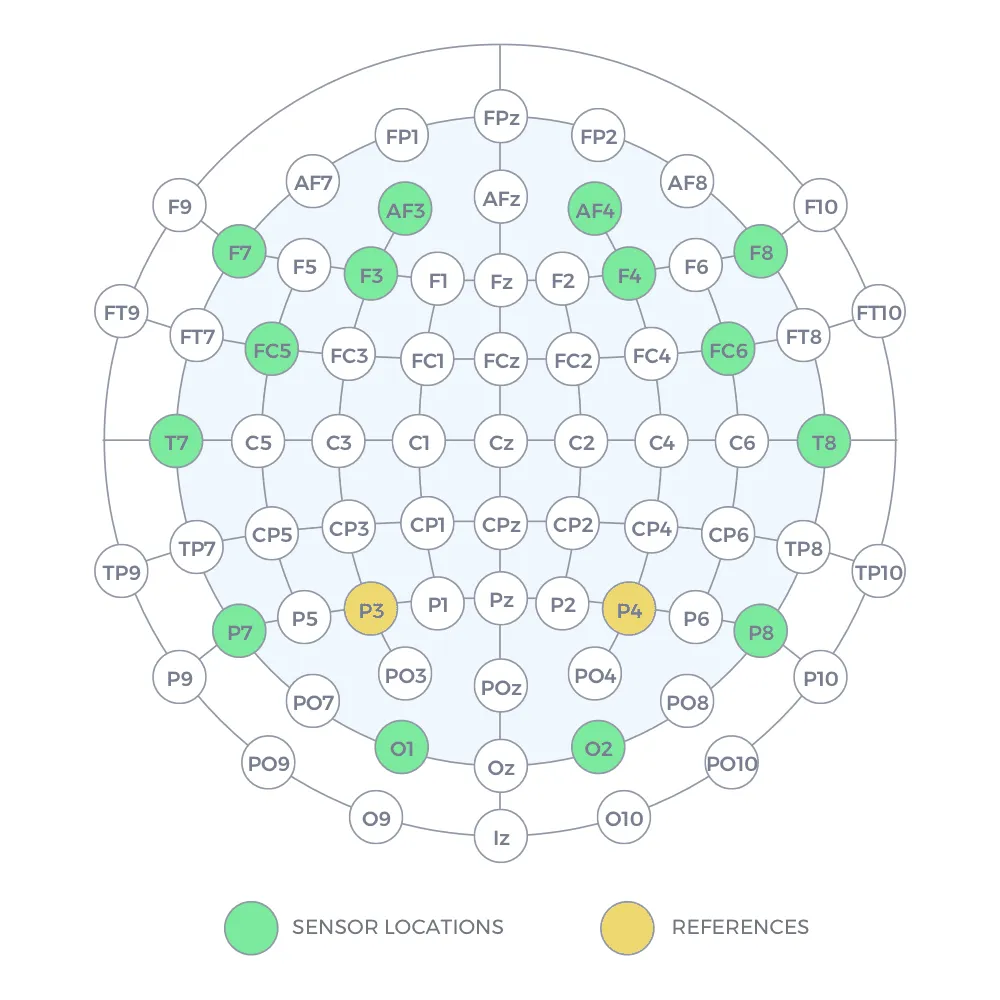 FPz
FP1 FP2
AF7 AF8
AFz
F9 AF3 AF4 F10
F7 F8
F5 F3 F1 Fz F2 F4 F6
FT9 FT10
FT7 FC5 FC3 FC1 FCz FC2 FC4 FC6 FT8
T7 C5 C3 C1 Cz C2 C4 C6 T8
TP7 CP5 CP3 CP1 CPz CP2 CP4 CP6 TP8
TP9 TP10
P5 P3 P1 Pz P2 P4 P6
P7 P8
P9 PO3 POz PO4 P10
PO7 PO8
O1 O2
PO9 Oz PO10
O9 O10
Iz
SENSOR LOCATIONS REFERENCES